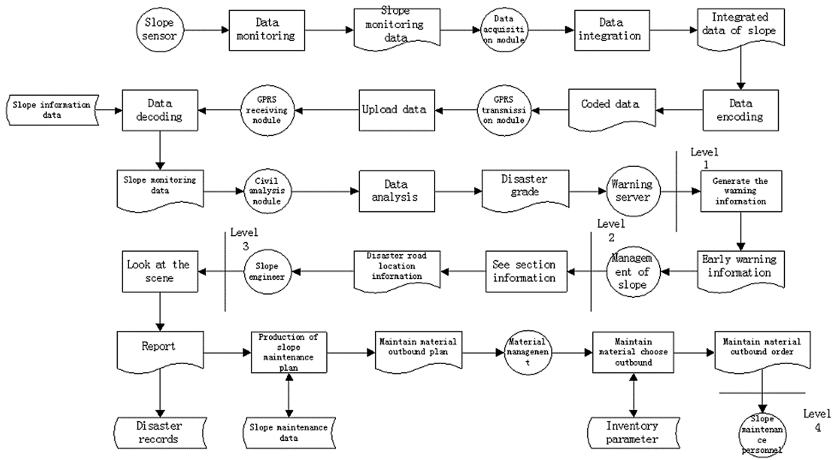 Slope
sensor
Data
monitoring
Slope
monitoring
data
Data
acquisiti
on module
Data
integration
Integrated
data of slope
Slope information
data
Data
decoding
GPRS
receiving
module
Upload data
GPRS
transmissi
on module
Coded data
Data
encoding
Slope monitoring
data
Civil
analysis
module
Data
analysis
Disaster
grade
Warning
server
Level
1
Generate the
warning
information
Look at the
scene
Level
3
Slope
engineer
Disaster road
location
information
See section
information
Level
2
Managem
ent of
slope
Early warning
information
Report
Production of
slope
maintenance
plan
Maintain material
outbound plan
Material
managemen
t
Maintain
material choose
outbound
Maintain material
outbound order
Disaster
records
Slope maintenance
data
Inventory
parameter
Slope
maintenan
ce
personnel
Level
4